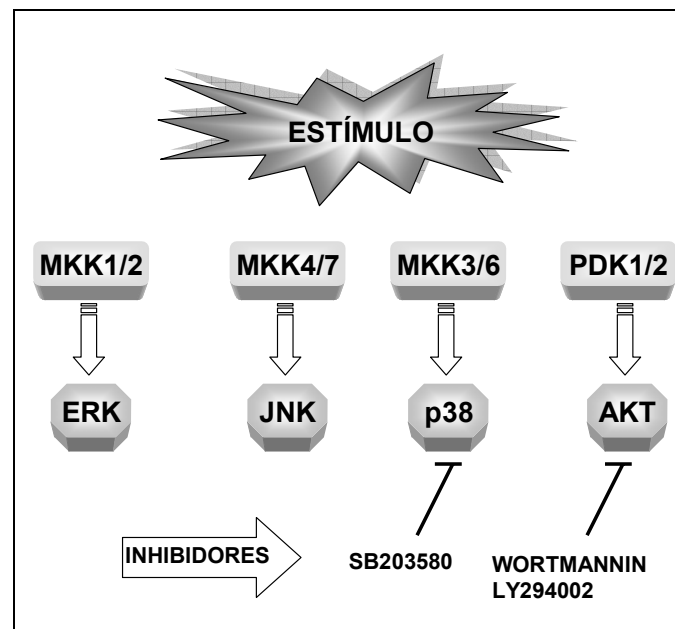 ESTÍMULO
MKK1/2 MKK4/7 MKK3/6 PDK1/2
ERK JNK p38 AKT
INHIBIDORES
SB203580
WORTMANNIN
LY294002